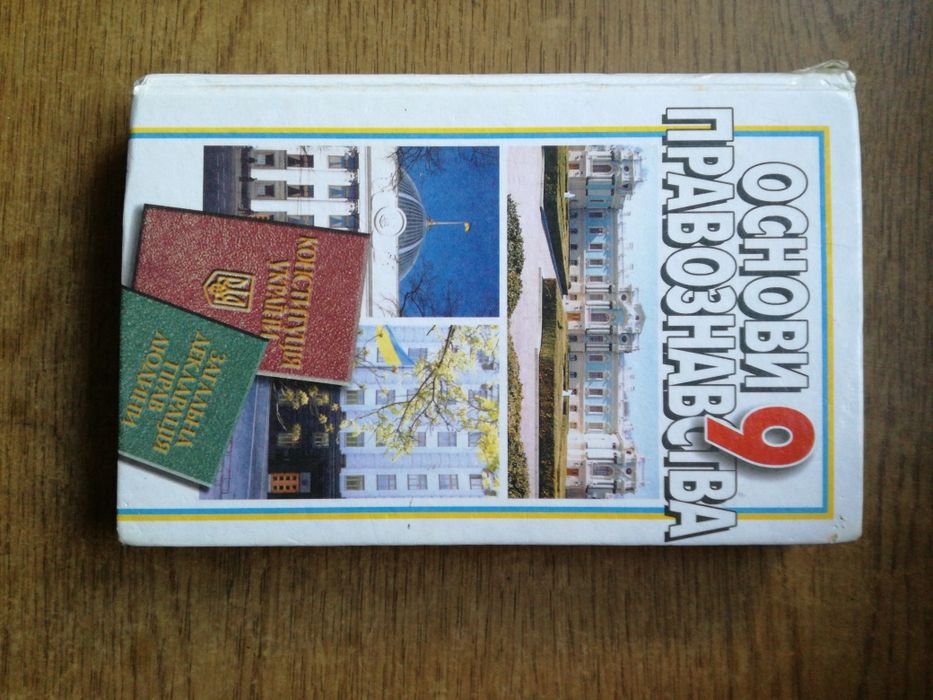 ОСНОВИ
ПРАВОЗНАВСТВА
9
КОНСТИТУЦІЯ
УКРАЇНИ
ЗАГАЛЬНА
ДЕКЛАРАЦІЯ
ПРАВ
ЛЮДИНИ